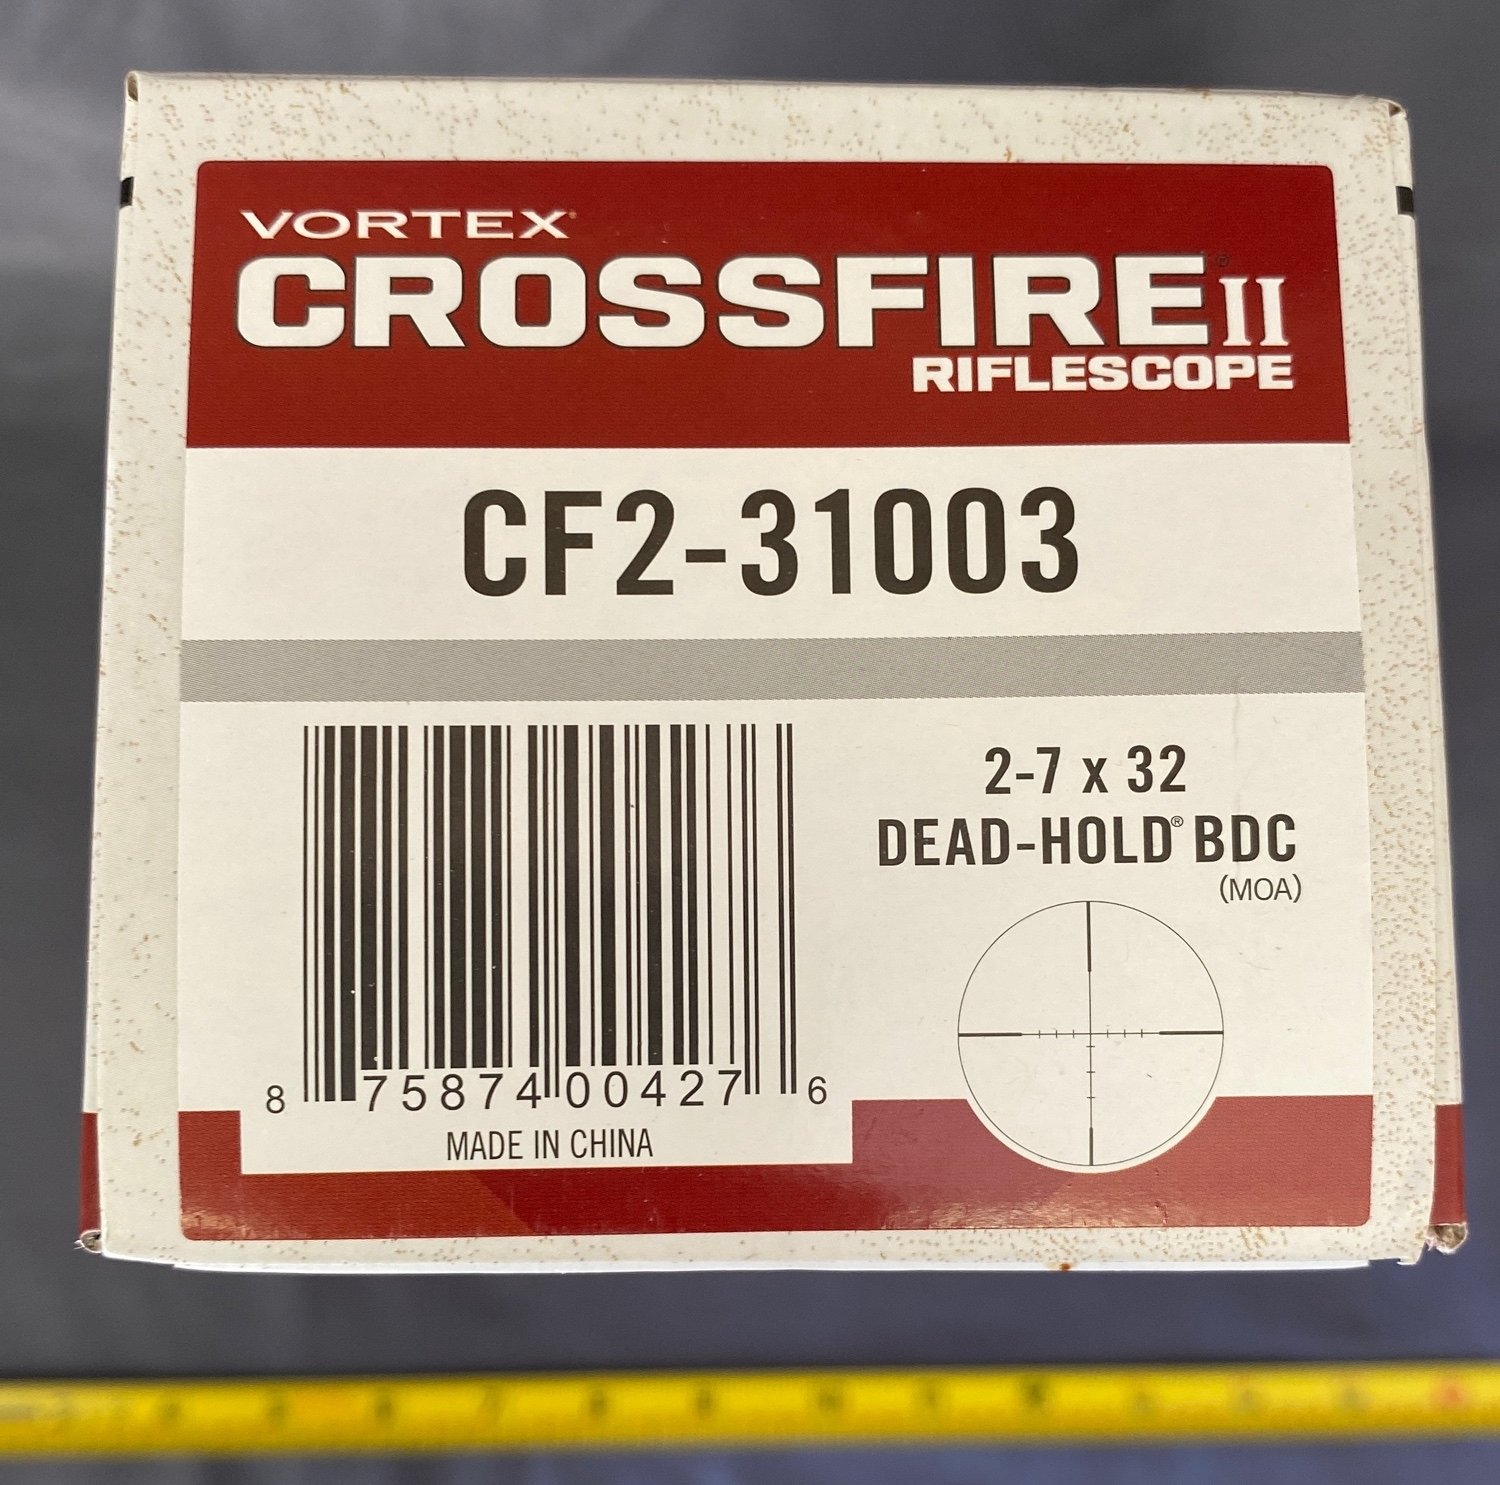 VORTEX
CROSSFIRE II
RIFLESCOPE
CF2-31003
2-7 x 32
DEAD-HOLD® BDC
(MOA)
8 75874 00427 6
MADE IN CHINA